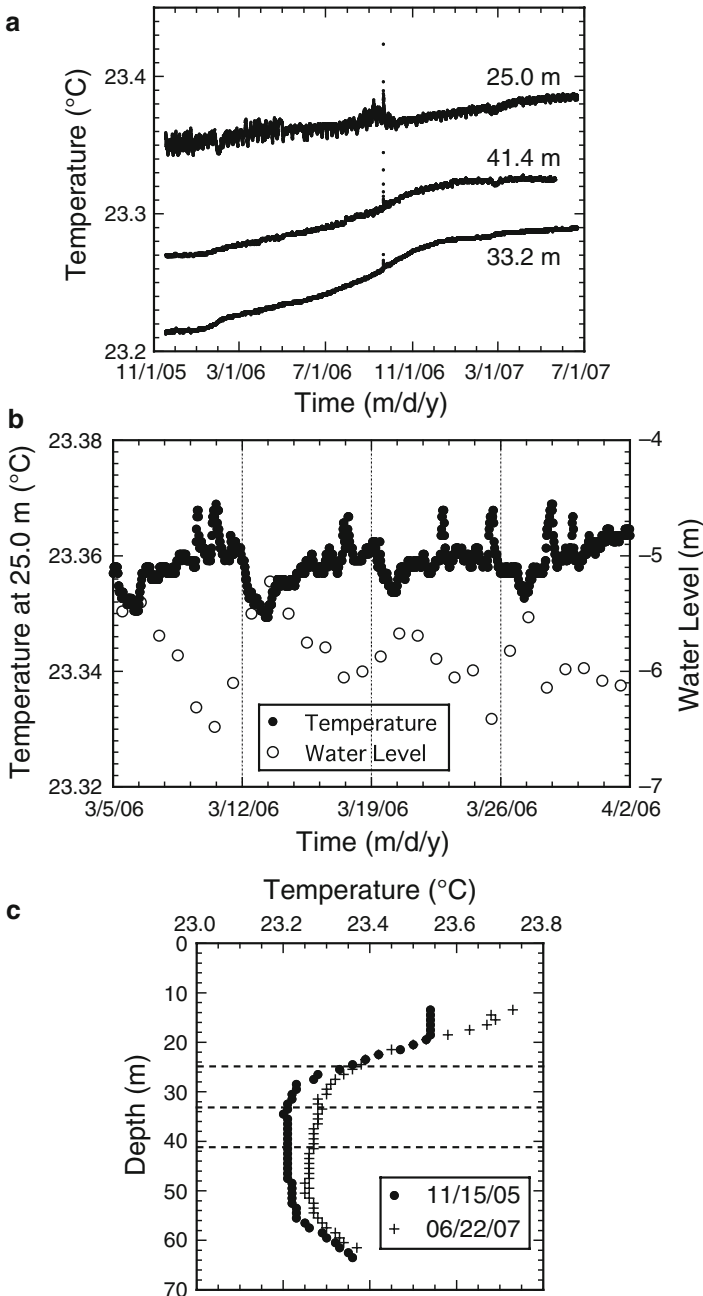 a
Temperature (°C)
23.4
23.3
23.2
25.0 m
41.4 m
33.2 m
11/1/05 3/1/06 7/1/06 11/1/06 3/1/07 7/1/07
Time (m/d/y)
b
Temperature at 25.0 m (°C)
23.38
23.36
23.34
23.32
−4
−5
−6
−7
Water Level (m)
Temperature
Water Level
3/5/06 3/12/06 3/19/06 3/26/06 4/2/06
Time (m/d/y)
c
Temperature (°C)
23.0 23.2 23.4 23.6 23.8
Depth (m)
0
10
20
30
40
50
60
70
11/15/05
06/22/07